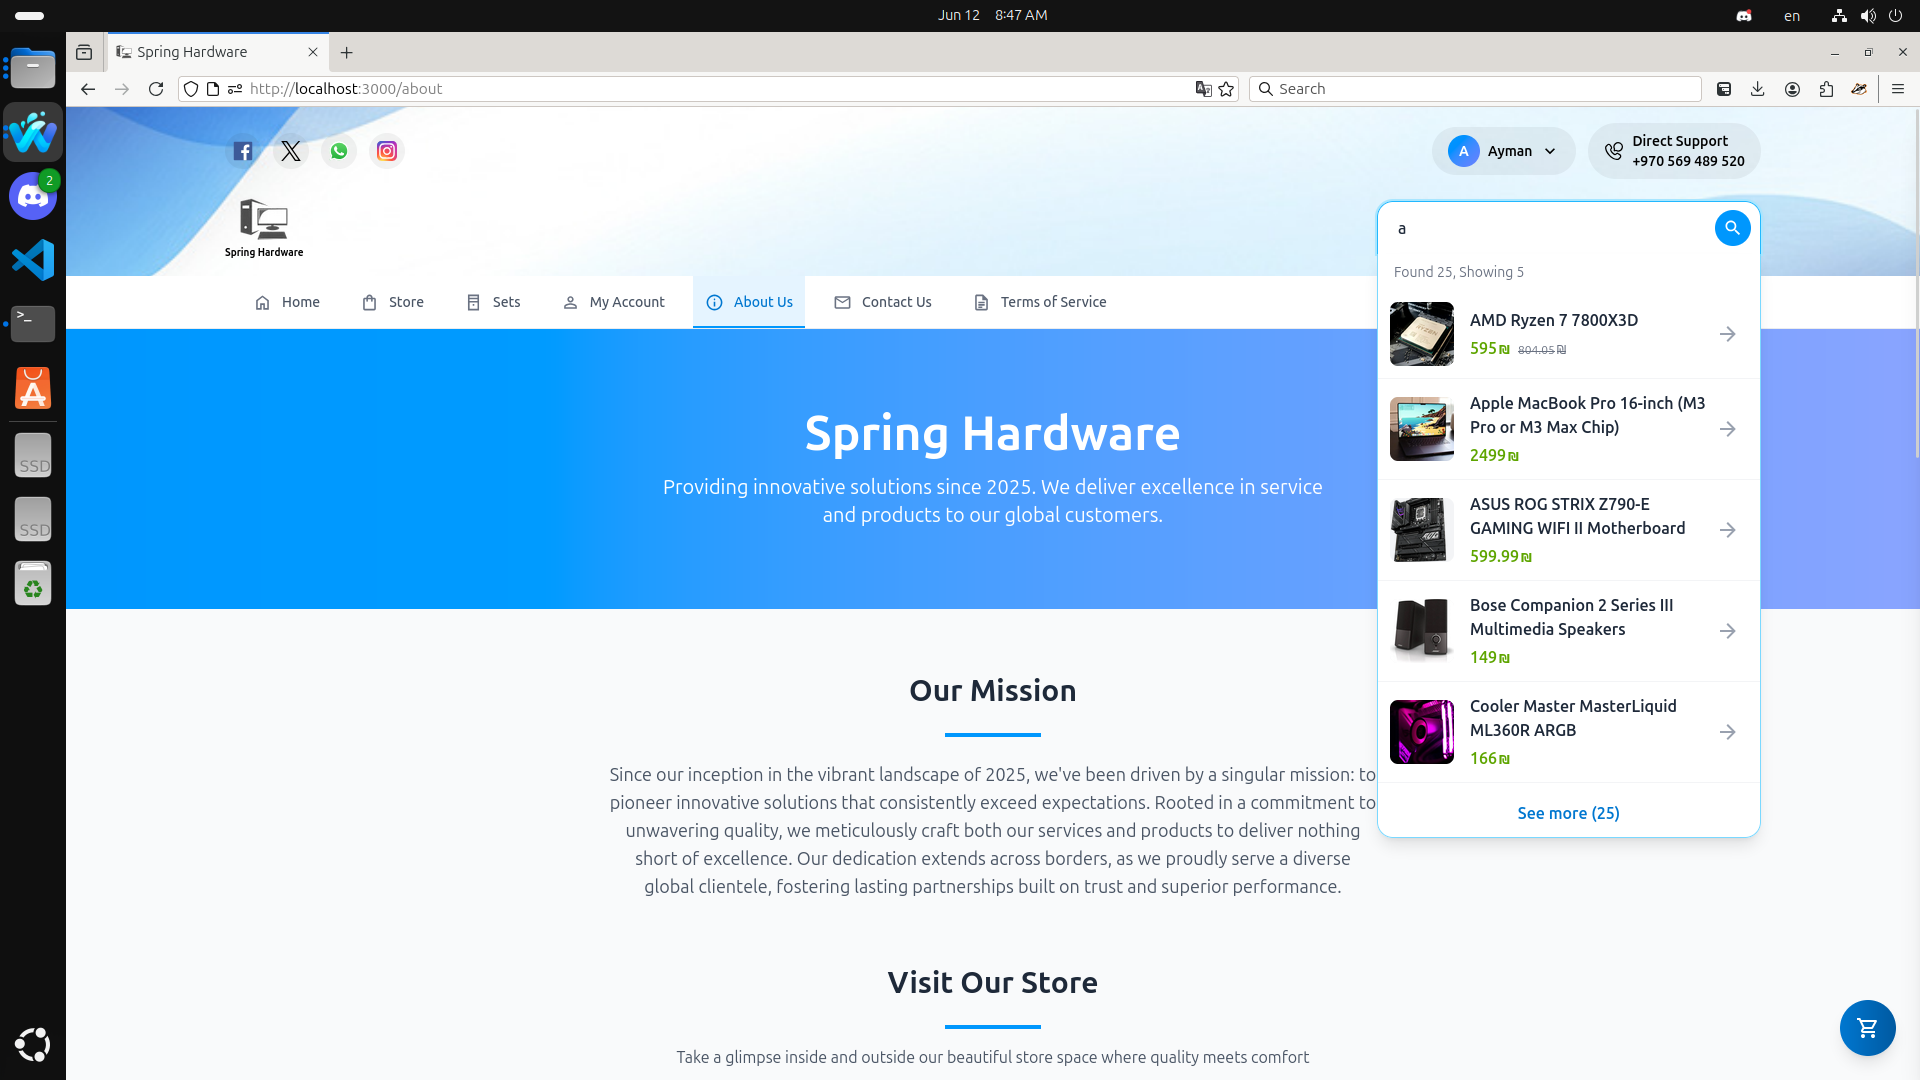 Jun 12 8:47 AM
en
Spring Hardware
http://localhost:3000/about
Search
2
A
Ayman
Direct Support
+970 569 489 520
Spring Hardware
a
Found 25, Showing 5
Home
Store
Sets
My Account
About Us
Contact Us
Terms of Service
AMD Ryzen 7 7800X3D
595₪ 804.05₪
Apple MacBook Pro 16-inch (M3
Pro or M3 Max Chip)
2499₪
ASUS ROG STRIX Z790-E
GAMING WIFI II Motherboard
599.99₪
Bose Companion 2 Series III
Multimedia Speakers
149₪
Cooler Master MasterLiquid
ML360R ARGB
166₪
See more (25)
Spring Hardware
Providing innovative solutions since 2025. We deliver excellence in service
and products to our global customers.
Our Mission
Since our inception in the vibrant landscape of 2025, we've been driven by a singular mission: to
pioneer innovative solutions that consistently exceed expectations. Rooted in a commitment to
unwavering quality, we meticulously craft both our services and products to deliver nothing
short of excellence. Our dedication extends across borders, as we proudly serve a diverse
global clientele, fostering lasting partnerships built on trust and superior performance.
Visit Our Store
Take a glimpse inside and outside our beautiful store space where quality meets comfort
SSD
SSD